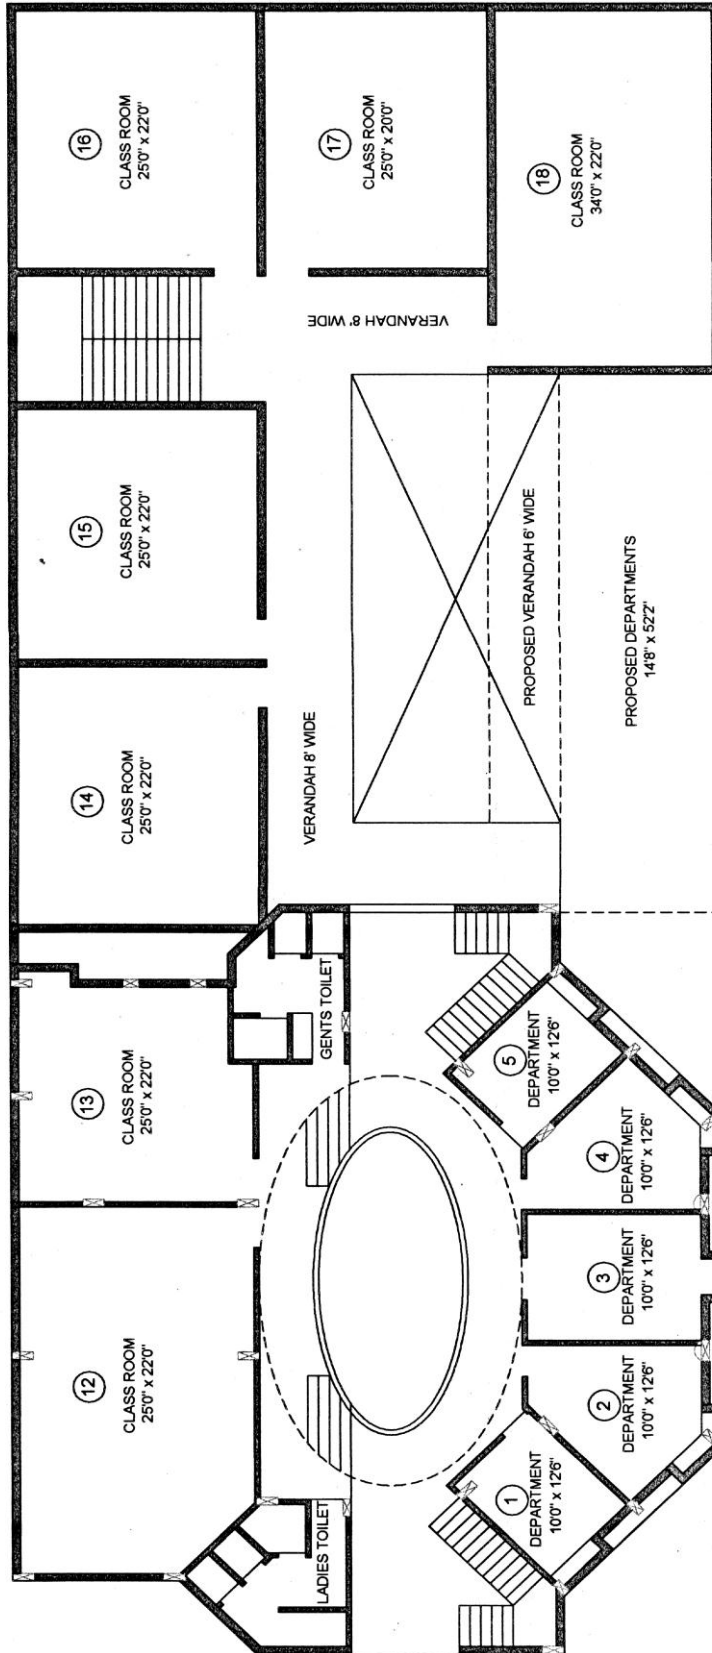 12
CLASS ROOM
25'0" x 22'0"
13
CLASS ROOM
25'0" x 22'0"
14
CLASS ROOM
25'0" x 22'0"
15
CLASS ROOM
25'0" x 22'0"
16
CLASS ROOM
25'0" x 22'0"
17
CLASS ROOM
25'0" x 20'0"
18
CLASS ROOM
34'0" x 22'0"
VERANDAH 8' WIDE
VERANDAH 8' WIDE
LADIES TOILET
GENTS TOILET
PROPOSED VERANDAH 6' WIDE
PROPOSED DEPARTMENTS
14'8" x 52'2"
1
DEPARTMENT
10'0" x 12'6"
2
DEPARTMENT
10'0" x 12'6"
3
DEPARTMENT
10'0" x 12'6"
4
DEPARTMENT
10'0" x 12'6"
5
DEPARTMENT
10'0" x 12'6"